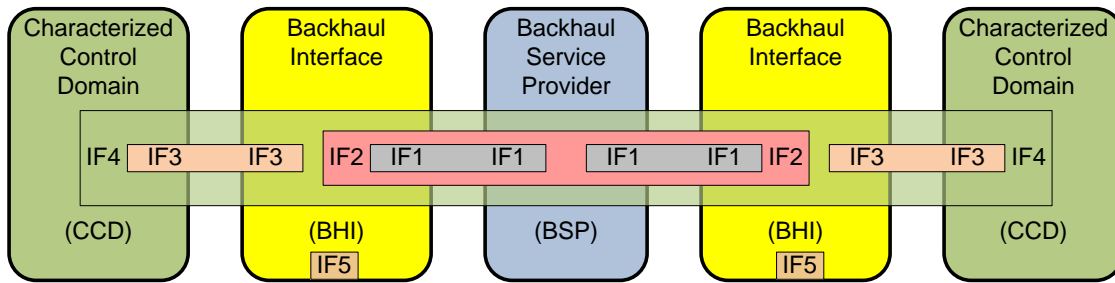 Characterized Control Domain
Backhaul Interface
Backhaul Service Provider
Backhaul Interface
Characterized Control Domain
IF4 IF3 IF3 IF2 IF1 IF1 IF1 IF1 IF2 IF3 IF3 IF4
(CCD) (BHI) (BSP) (BHI) (CCD)
IF5 IF5